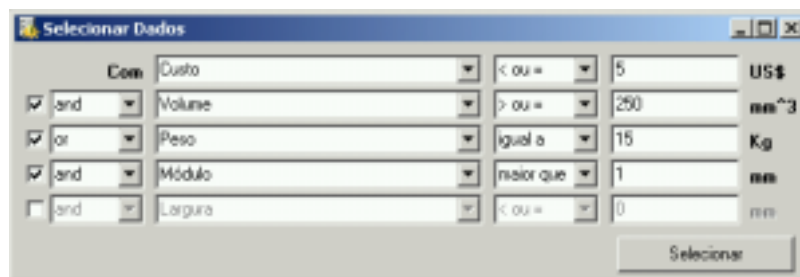 Selecionar Dados
Com Custo < ou = 5 US$
and Volume > ou = 250 mm^3
or Peso igual a 15 Kg
and Módulo maior que 1 mm
and Largura < ou = 0 mm
Selecionar